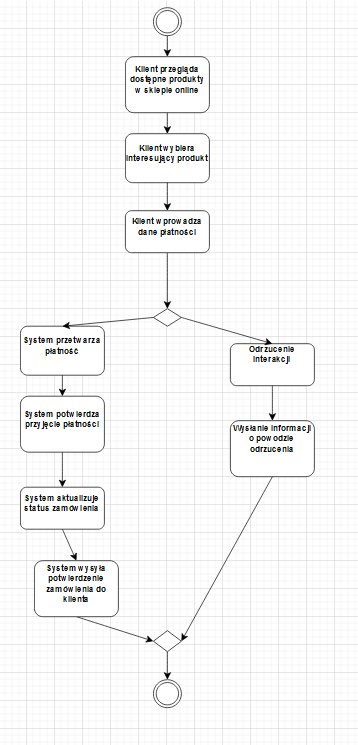 Klient przegląda
dostępne produkty
w sklepie online
Klient wybiera
interesujący produkt
Klient wprowadza
dane płatności
System przetwarza
płatność
Odrzucenie
interakcji
System potwierdza
przyjęcie płatności
Wysłanie informacji
o powodzie
odrzucenia
System aktualizuje
status zamówienia
System wysyła
potwierdzenie
zamówienia do
klienta